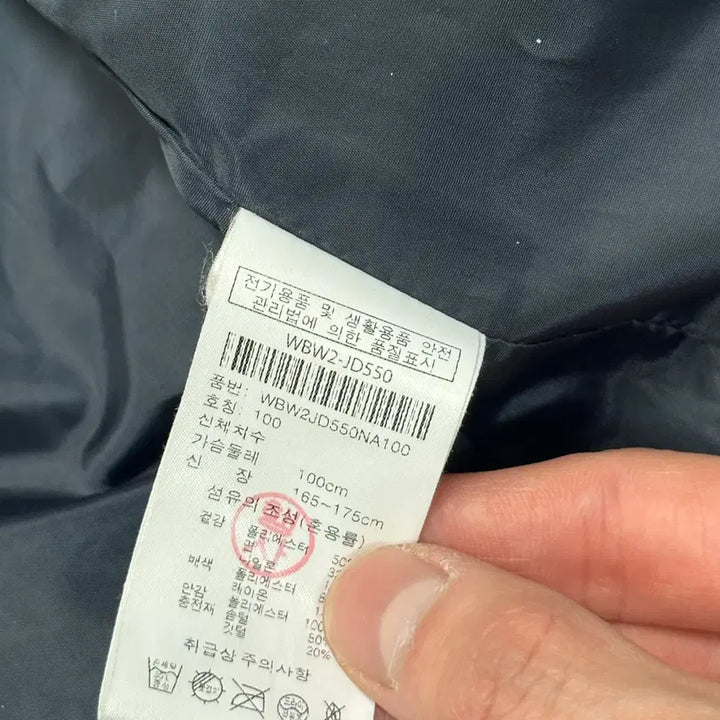 전기용품 및 생활용품 안전
관리법에 의한 품질표시
WBW2-JD550
품번: WBW2JD550NA100
호칭: 100
신체치수
가슴둘레 100cm
신 장 165~175cm
섬유의 조성(혼용률)
겉감 폴리에스터
배색 폴리에스터
레이온
안감 폴리에스터 100
충전재 솜털 80
깃털 20%
취급상 주의사항